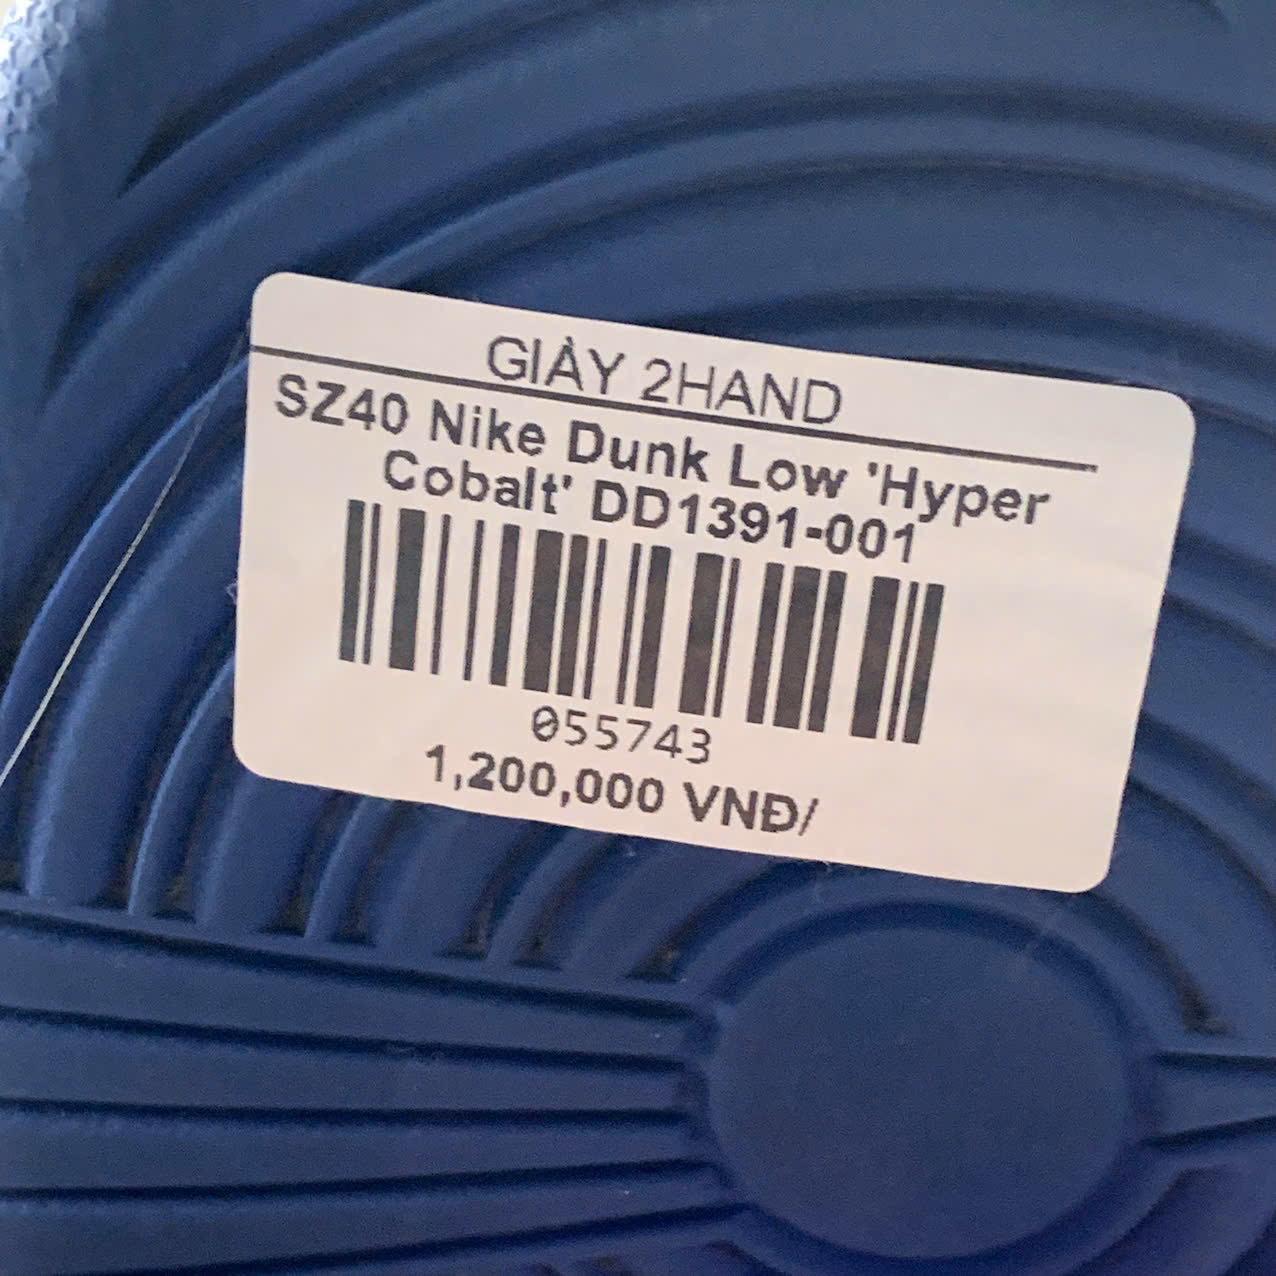 GIÀY 2HAND
SZ40 Nike Dunk Low 'Hyper
Cobalt' DD1391-001
055743
1,200,000 VNĐ/